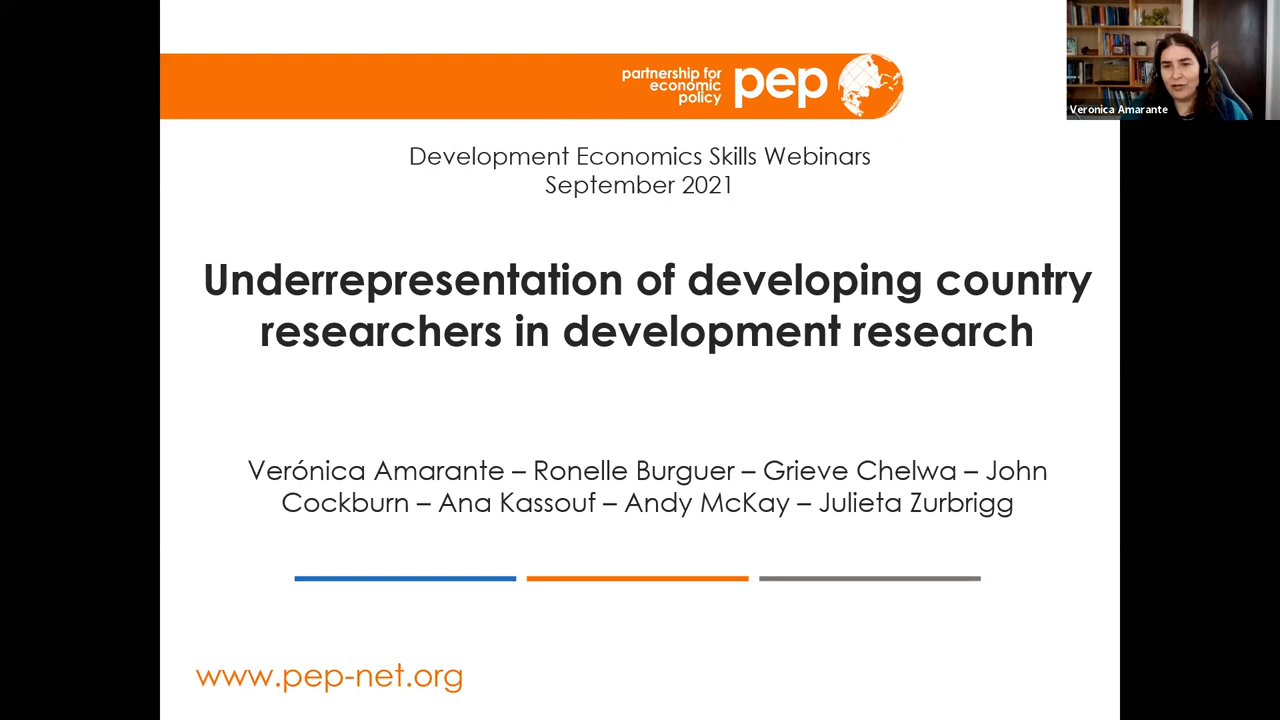 partnership for
economic
policy
pep
Veronica Amarante
Development Economics Skills Webinars
September 2021
Underrepresentation of developing country
researchers in development research
Verónica Amarante – Ronelle Burguer – Grieve Chelwa – John
Cockburn – Ana Kassouf – Andy McKay – Julieta Zurbrigg
www.pep-net.org